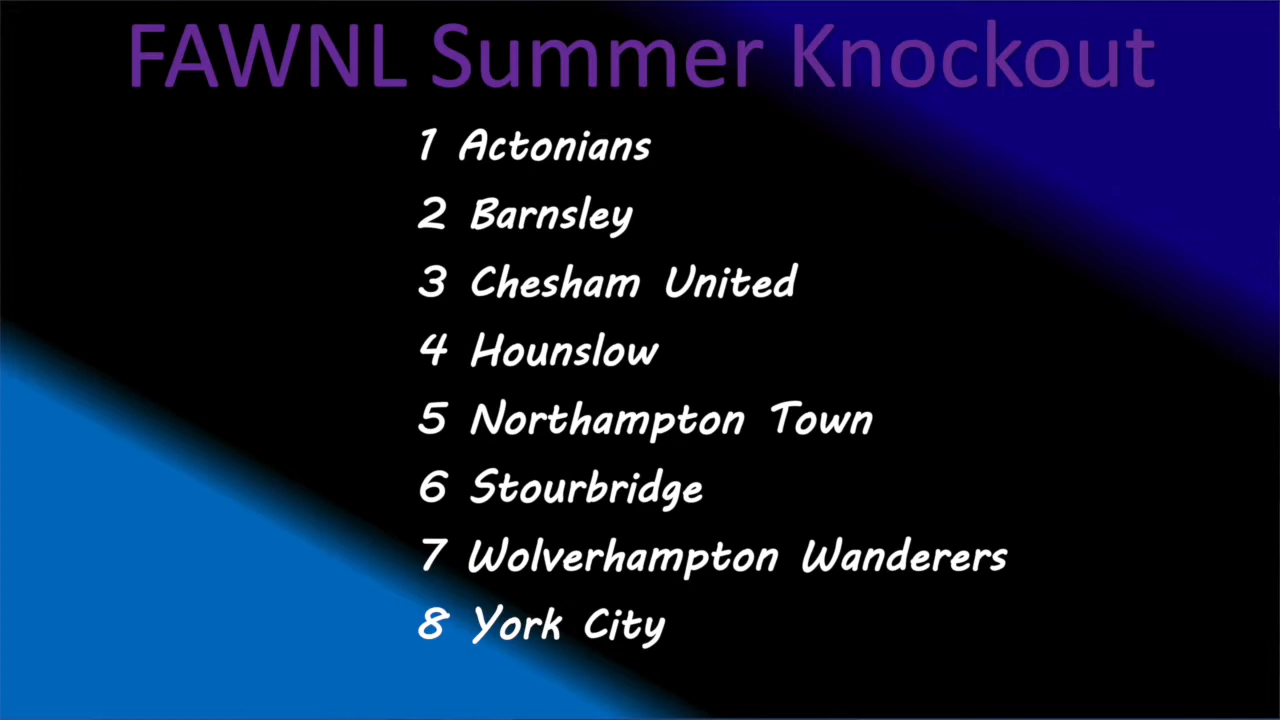 FAWNL Summer Knockout
1 Actonians
2 Barnsley
3 Chesham United
4 Hounslow
5 Northampton Town
6 Stourbridge
7 Wolverhampton Wanderers
8 York City